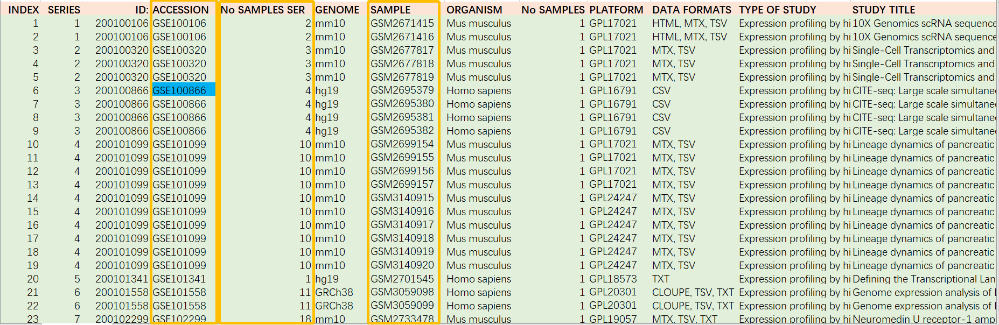 INDEX SERIES ID: ACCESSION No SAMPLES SER GENOME SAMPLE ORGANISM No SAMPLES PLATFORM DATA FORMATS TYPE OF STUDY STUDY TITLE
1 1 200100106 GSE100106 2 mm10 GSM2671415 Mus musculus 1 GPL17021 HTML, MTX, TSV Expression profiling by hi 10X Genomics scRNA sequence
2 1 200100106 GSE100106 2 mm10 GSM2671416 Mus musculus 1 GPL17021 HTML, MTX, TSV Expression profiling by hi 10X Genomics scRNA sequence
3 2 200100320 GSE100320 3 mm10 GSM2677817 Mus musculus 1 GPL17021 MTX, TSV Expression profiling by hi Single-Cell Transcriptomics and
4 2 200100320 GSE100320 3 mm10 GSM2677818 Mus musculus 1 GPL17021 MTX, TSV Expression profiling by hi Single-Cell Transcriptomics and
5 2 200100320 GSE100320 3 mm10 GSM2677819 Mus musculus 1 GPL17021 MTX, TSV Expression profiling by hi Single-Cell Transcriptomics and
6 3 200100866 GSE100866 4 hg19 GSM2695379 Homo sapiens 1 GPL16791 CSV Expression profiling by hi CITE-seq: Large scale simultane
7 3 200100866 GSE100866 4 hg19 GSM2695380 Homo sapiens 1 GPL16791 CSV Expression profiling by hi CITE-seq: Large scale simultane
8 3 200100866 GSE100866 4 hg19 GSM2695381 Homo sapiens 1 GPL16791 CSV Expression profiling by hi CITE-seq: Large scale simultane
9 3 200100866 GSE100866 4 hg19 GSM2695382 Homo sapiens 1 GPL16791 CSV Expression profiling by hi CITE-seq: Large scale simultane
10 4 200101099 GSE101099 10 mm10 GSM2699154 Mus musculus 1 GPL17021 MTX, TSV Expression profiling by hi Lineage dynamics of pancreatic
11 4 200101099 GSE101099 10 mm10 GSM2699155 Mus musculus 1 GPL17021 MTX, TSV Expression profiling by hi Lineage dynamics of pancreatic
12 4 200101099 GSE101099 10 mm10 GSM2699156 Mus musculus 1 GPL17021 MTX, TSV Expression profiling by hi Lineage dynamics of pancreatic
13 4 200101099 GSE101099 10 mm10 GSM2699157 Mus musculus 1 GPL17021 MTX, TSV Expression profiling by hi Lineage dynamics of pancreatic
14 4 200101099 GSE101099 10 mm10 GSM3140915 Mus musculus 1 GPL24247 MTX, TSV Expression profiling by hi Lineage dynamics of pancreatic
15 4 200101099 GSE101099 10 mm10 GSM3140916 Mus musculus 1 GPL24247 MTX, TSV Expression profiling by hi Lineage dynamics of pancreatic
16 4 200101099 GSE101099 10 mm10 GSM3140917 Mus musculus 1 GPL24247 MTX, TSV Expression profiling by hi Lineage dynamics of pancreatic
17 4 200101099 GSE101099 10 mm10 GSM3140918 Mus musculus 1 GPL24247 MTX, TSV Expression profiling by hi Lineage dynamics of pancreatic
18 4 200101099 GSE101099 10 mm10 GSM3140919 Mus musculus 1 GPL24247 MTX, TSV Expression profiling by hi Lineage dynamics of pancreatic
19 4 200101099 GSE101099 10 mm10 GSM3140920 Mus musculus 1 GPL24247 MTX, TSV Expression profiling by hi Lineage dynamics of pancreatic
20 5 200101341 GSE101341 1 hg19 GSM2701545 Homo sapiens 1 GPL18573 TXT Expression profiling by hi Defining the Transcriptional Lan
21 6 200101558 GSE101558 11 GRCh38 GSM3059098 Homo sapiens 1 GPL20301 CLOUPE, TSV, TXT Expression profiling by hi Genome expression analysis of
22 6 200101558 GSE101558 11 GRCh38 GSM3059099 Homo sapiens 1 GPL20301 CLOUPE, TSV, TXT Expression profiling by hi Genome expression analysis of
23 7 200102299 GSE102299 18 mm10 GSM2733478 Mus musculus 1 GPL19057 MTX, TSV, TXT Expression profiling by hi Neuromedin U receptor-1 ampl